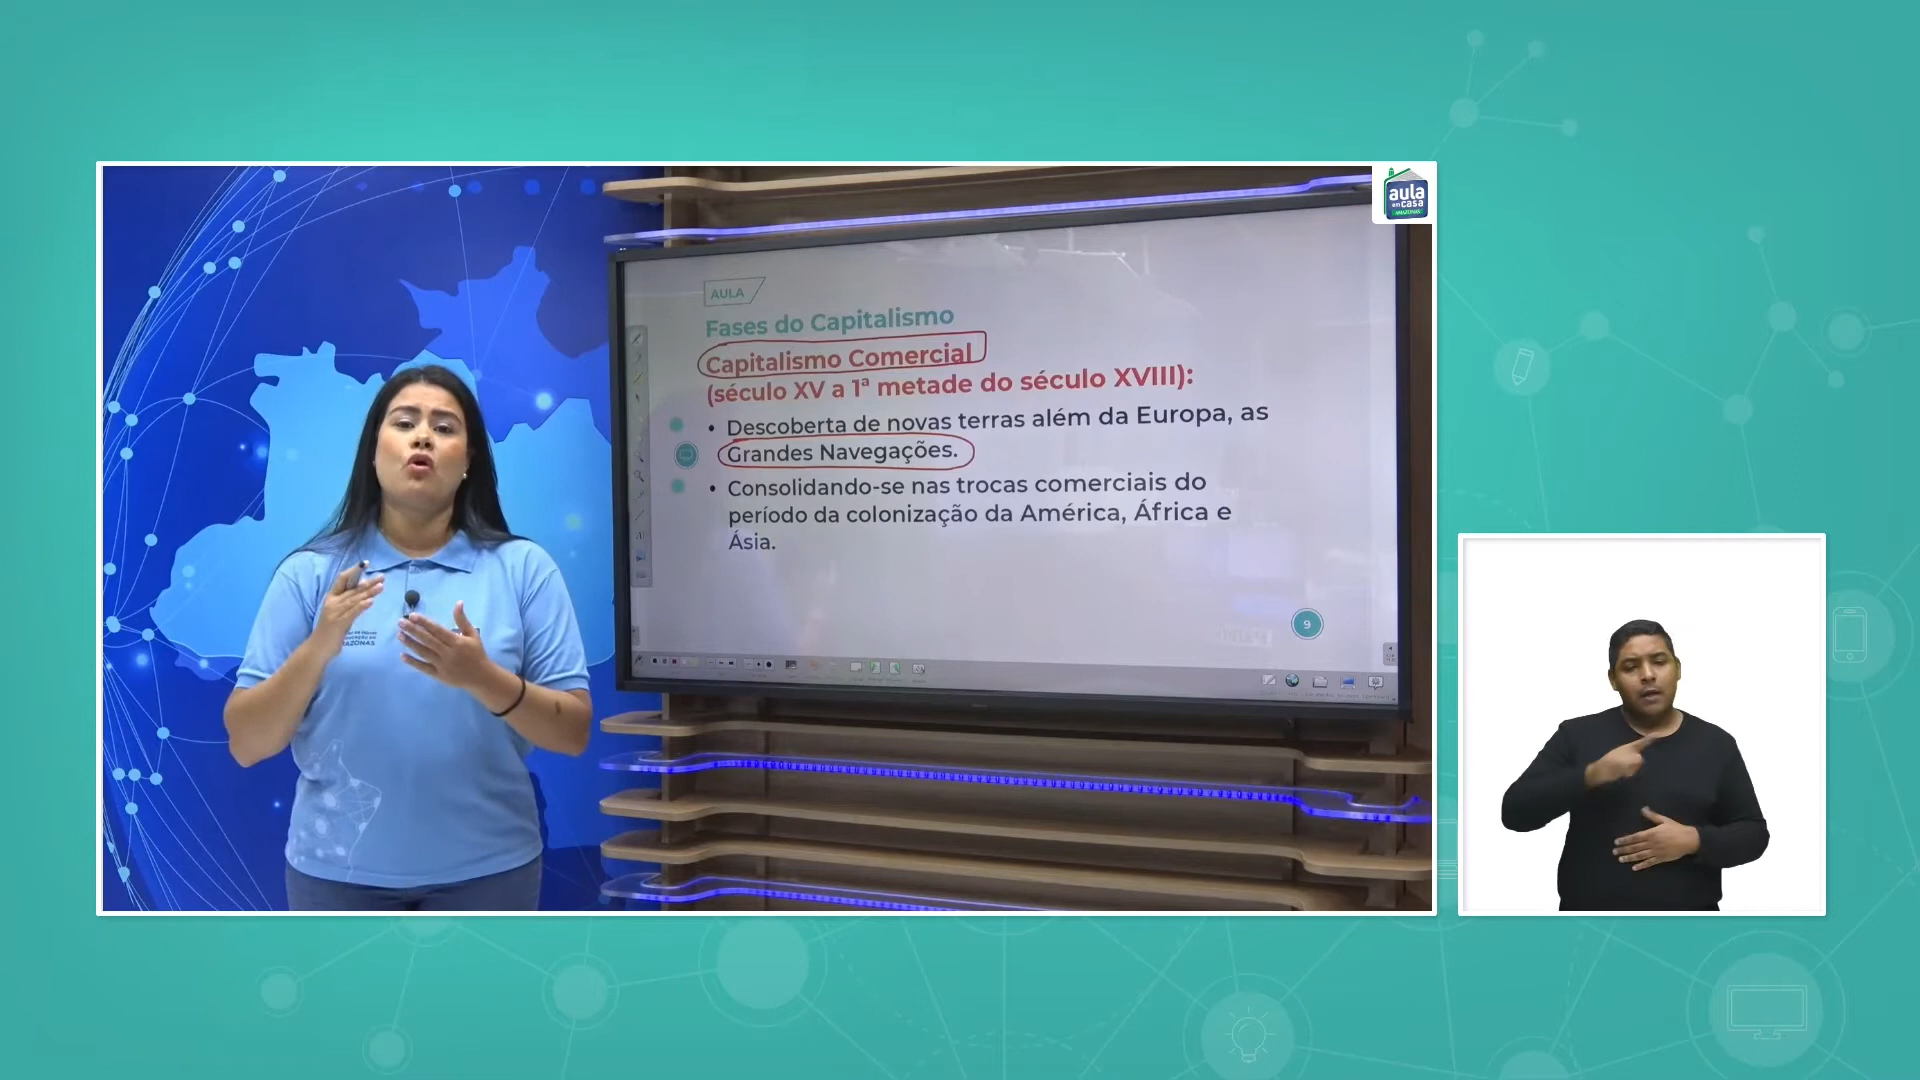 aula
em casa
AMAZONAS
AULA
Fases do Capitalismo
Capitalismo Comercial
(século XV a 1ª metade do século XVIII):
• Descoberta de novas terras além da Europa, as
Grandes Navegações.
• Consolidando-se nas trocas comerciais do
período da colonização da América, África e
Ásia.
9